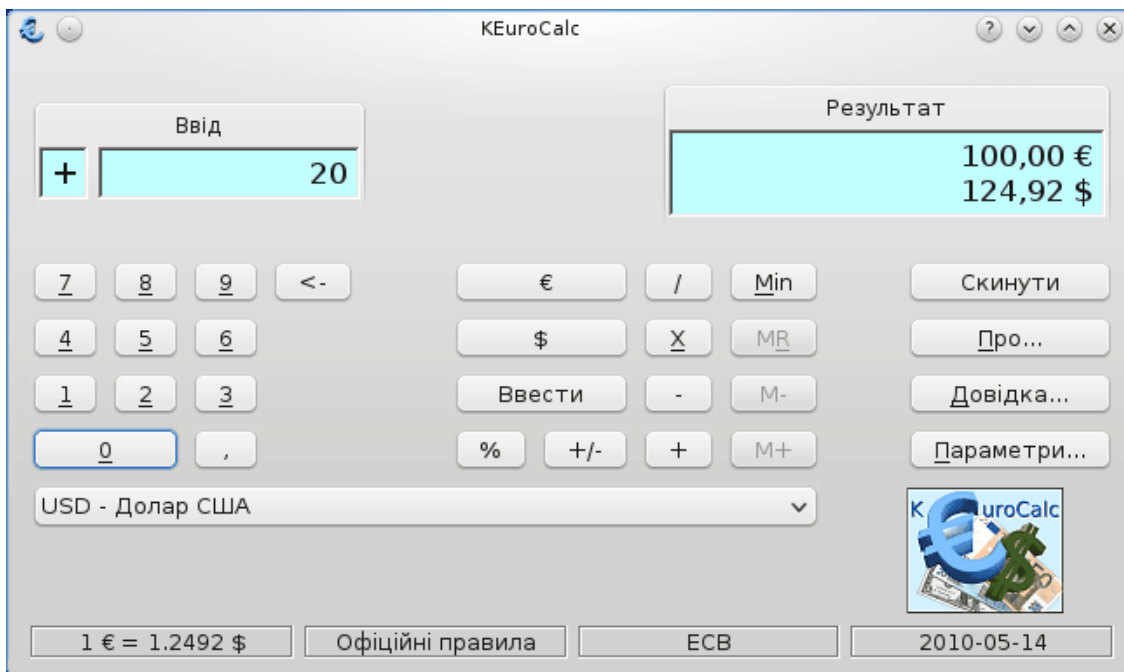 KEuroCalc
Ввід
Результат
+ 20
100,00 €
124,92 $
7 8 9 <- € / Min Скинути
4 5 6 $ X MR Про...
1 2 3 Ввести - M- Довідка...
0 , % +/- + M+ Параметри...
USD - Долар США
K uroCalc
1 € = 1.2492 $ Офіційні правила ECB 2010-05-14